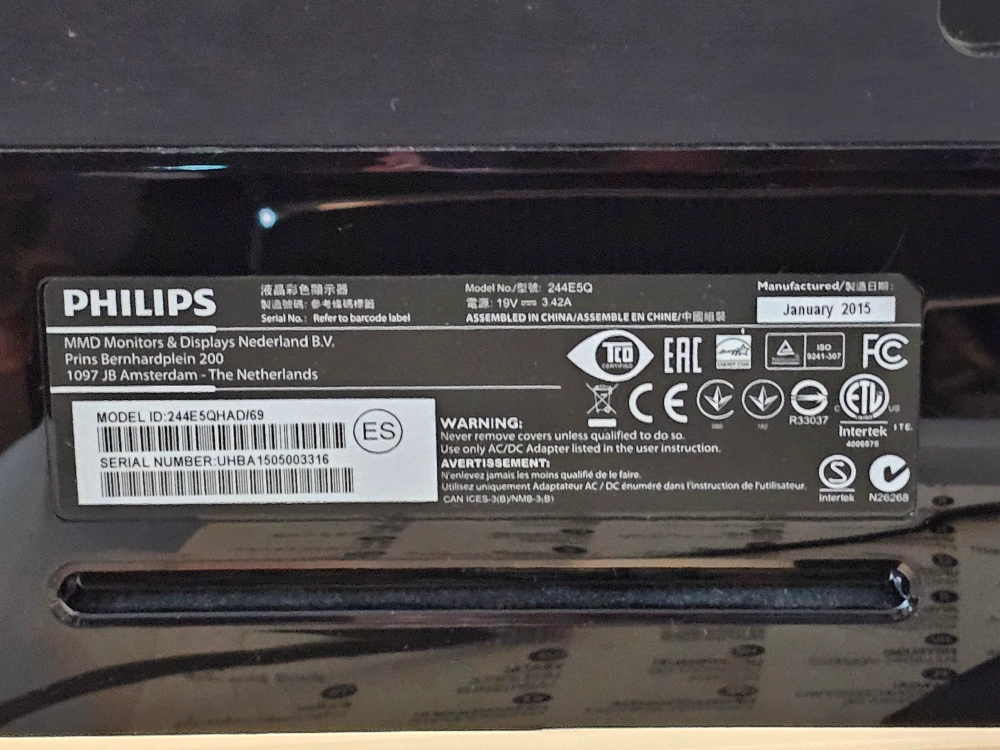 PHILIPS
液晶彩色顯示器
製造號碼: 參考條碼標籤
Serial No.: Refer to barcode label
Model No./型號: 244E5Q
電源: 19V 3.42A
ASSEMBLED IN CHINA/ASSEMBLE EN CHINE/中國組裝
Manufactured/製造日期:
January 2015
MMD Monitors & Displays Nederland B.V.
Prins Bernhardplein 200
1097 JB Amsterdam - The Netherlands
TCO
CERTIFIED
EAC
ENERGY STAR
ISO
9241-307
FC
CE
R33037
C ETL US
Intertek
4006875
ITE.
MODEL ID:244E5QHAD/69
SERIAL NUMBER:UHBA1505003316
ES
WARNING:
Never remove covers unless qualified to do so.
Use only AC/DC Adapter listed in the user instruction.
AVERTISSEMENT:
N'enlevez jamais les moins qualifié de le faire.
Utilisez uniquement Adaptateur AC / DC énuméré dans l'instruction de l'utilisateur.
CAN ICES-3(B)/NMB-3(B)
S
Intertek
N26268